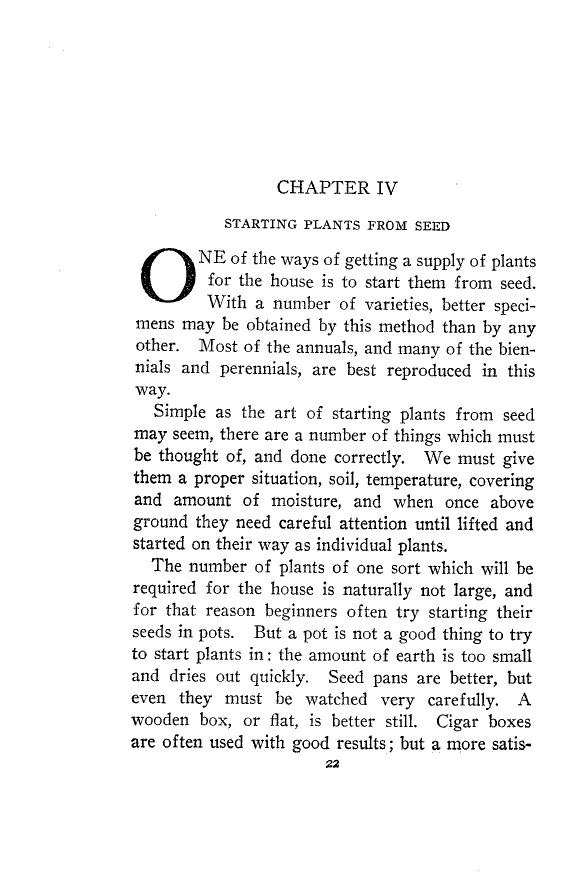 CHAPTER IV
STARTING PLANTS FROM SEED
ONE of the ways of getting a supply of plants
for the house is to start them from seed.
With a number of varieties, better speci-
mens may be obtained by this method than by any
other. Most of the annuals, and many of the bien-
nials and perennials, are best reproduced in this
way.
Simple as the art of starting plants from seed
may seem, there are a number of things which must
be thought of, and done correctly. We must give
them a proper situation, soil, temperature, covering
and amount of moisture, and when once above
ground they need careful attention until lifted and
started on their way as individual plants.
The number of plants of one sort which will be
required for the house is naturally not large, and
for that reason beginners often try starting their
seeds in pots. But a pot is not a good thing to try
to start plants in: the amount of earth is too small
and dries out quickly. Seed pans are better, but
even they must be watched very carefully. A
wooden box, or flat, is better still. Cigar boxes
are often used with good results; but a more satis-
22